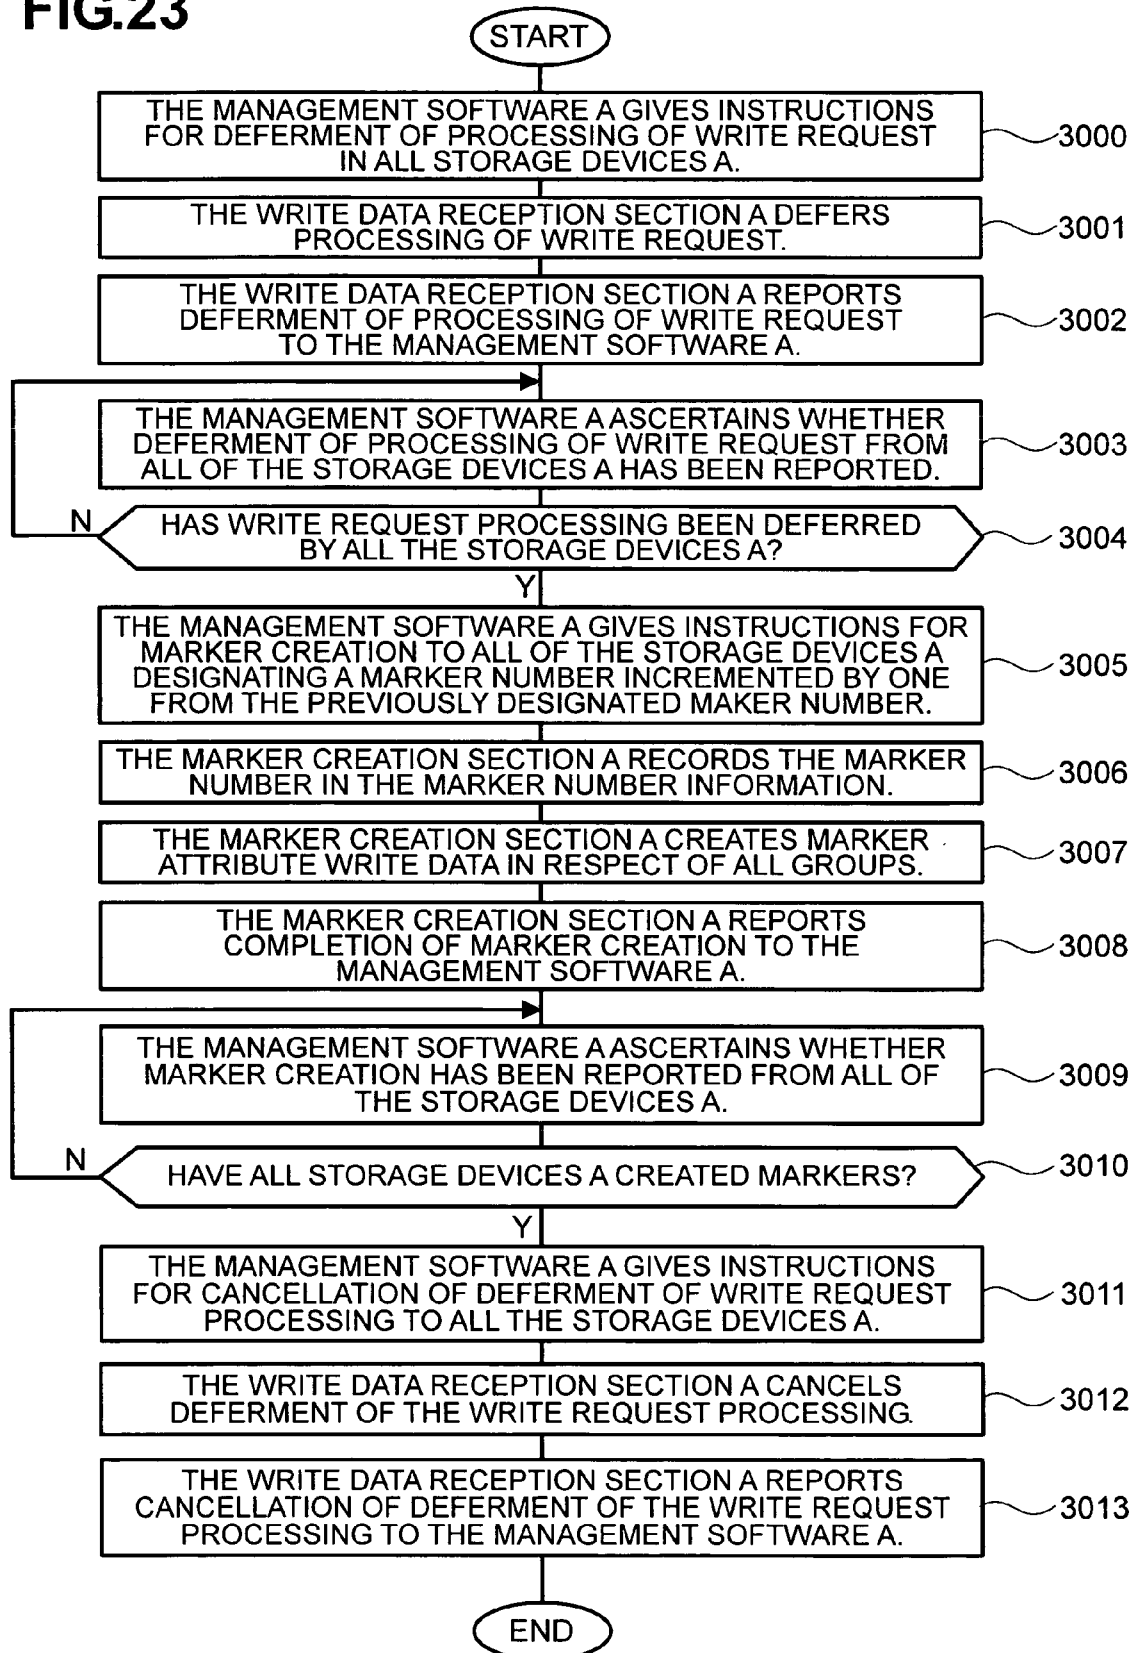 FIG.23
START
THE MANAGEMENT SOFTWARE A GIVES INSTRUCTIONS
FOR DEFERMENT OF PROCESSING OF WRITE REQUEST
IN ALL STORAGE DEVICES A.
3000
THE WRITE DATA RECEPTION SECTION A DEFERS
PROCESSING OF WRITE REQUEST.
3001
THE WRITE DATA RECEPTION SECTION A REPORTS
DEFERMENT OF PROCESSING OF WRITE REQUEST
TO THE MANAGEMENT SOFTWARE A.
3002
THE MANAGEMENT SOFTWARE A ASCERTAINS WHETHER
DEFERMENT OF PROCESSING OF WRITE REQUEST FROM
ALL OF THE STORAGE DEVICES A HAS BEEN REPORTED.
3003
N
HAS WRITE REQUEST PROCESSING BEEN DEFERRED
BY ALL THE STORAGE DEVICES A?
3004
Y
THE MANAGEMENT SOFTWARE A GIVES INSTRUCTIONS FOR
MARKER CREATION TO ALL OF THE STORAGE DEVICES A
DESIGNATING A MARKER NUMBER INCREMENTED BY ONE
FROM THE PREVIOUSLY DESIGNATED MAKER NUMBER.
3005
THE MARKER CREATION SECTION A RECORDS THE MARKER
NUMBER IN THE MARKER NUMBER INFORMATION.
3006
THE MARKER CREATION SECTION A CREATES MARKER
ATTRIBUTE WRITE DATA IN RESPECT OF ALL GROUPS.
3007
THE MARKER CREATION SECTION A REPORTS
COMPLETION OF MARKER CREATION TO THE
MANAGEMENT SOFTWARE A.
3008
THE MANAGEMENT SOFTWARE A ASCERTAINS WHETHER
MARKER CREATION HAS BEEN REPORTED FROM ALL OF
THE STORAGE DEVICES A.
3009
N
HAVE ALL STORAGE DEVICES A CREATED MARKERS?
3010
Y
THE MANAGEMENT SOFTWARE A GIVES INSTRUCTIONS
FOR CANCELLATION OF DEFERMENT OF WRITE REQUEST
PROCESSING TO ALL THE STORAGE DEVICES A.
3011
THE WRITE DATA RECEPTION SECTION A CANCELS
DEFERMENT OF THE WRITE REQUEST PROCESSING.
3012
THE WRITE DATA RECEPTION SECTION A REPORTS
CANCELLATION OF DEFERMENT OF THE WRITE REQUEST
PROCESSING TO THE MANAGEMENT SOFTWARE A.
3013
END